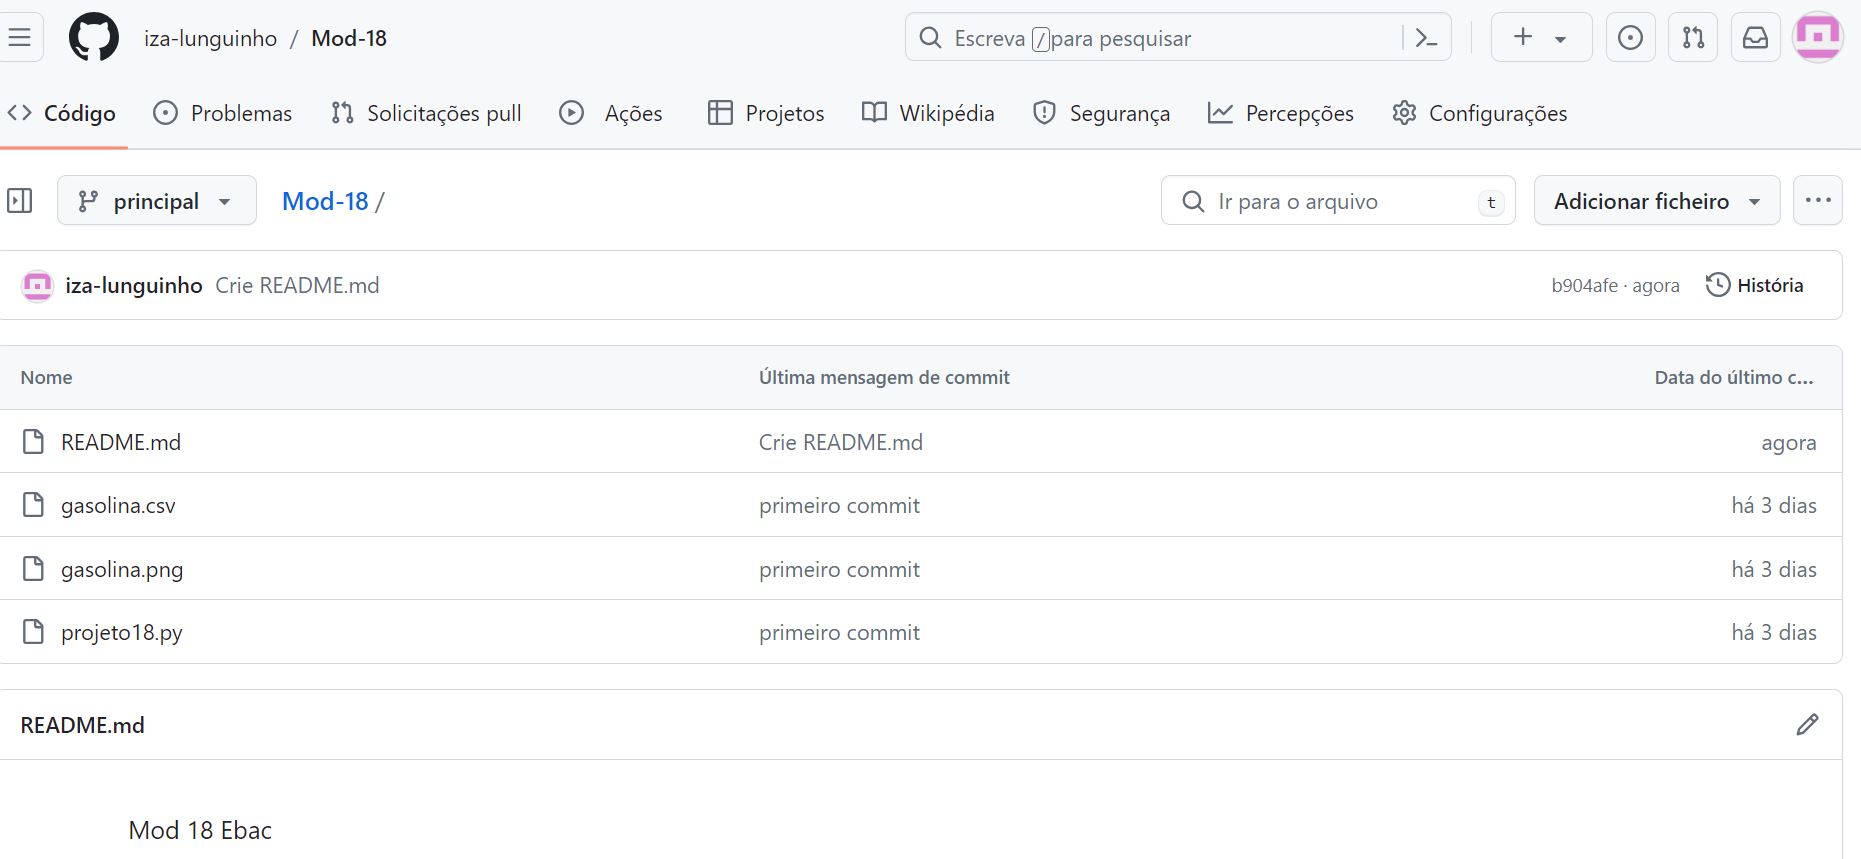 iza-lunguinho / Mod-18
Escreva / para pesquisar
Código Problemas Solicitações pull Ações Projetos Wikipédia Segurança Percepções Configurações
principal Mod-18 / Ir para o arquivo t Adicionar ficheiro
iza-lunguinho Crie README.md b904afe · agora História
Nome Última mensagem de commit Data do último c...
README.md Crie README.md agora
gasolina.csv primeiro commit há 3 dias
gasolina.png primeiro commit há 3 dias
projeto18.py primeiro commit há 3 dias
README.md
Mod 18 Ebac